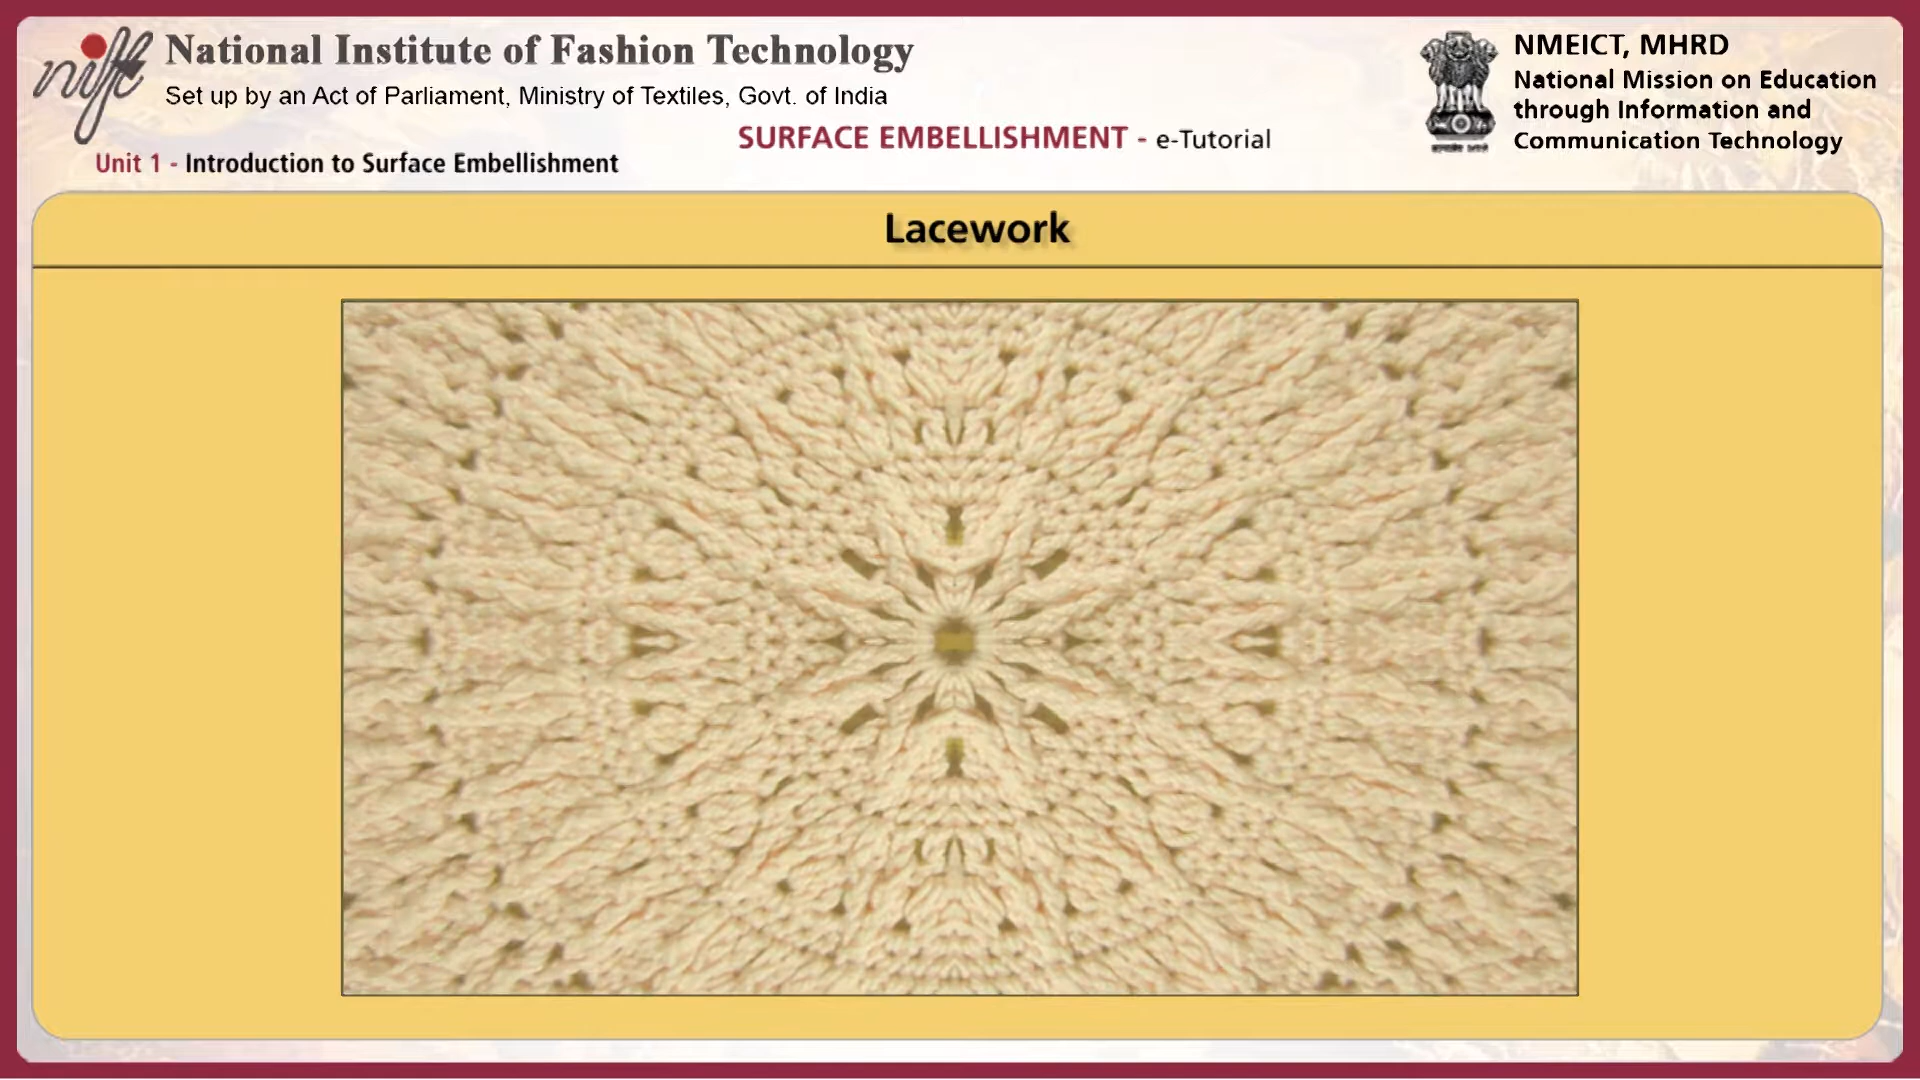 nift
National Institute of Fashion Technology
Set up by an Act of Parliament, Ministry of Textiles, Govt. of India
NMEICT, MHRD
National Mission on Education
through Information and
Communication Technology
SURFACE EMBELLISHMENT - e-Tutorial
Unit 1 - Introduction to Surface Embellishment
Lacework